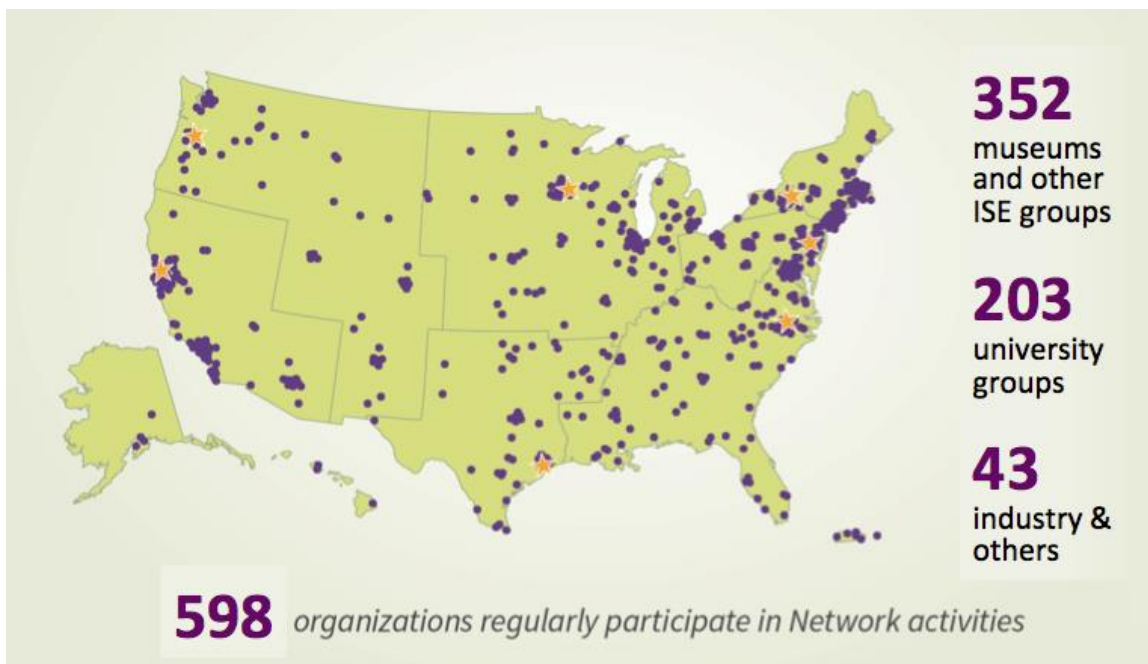 352
museums
and other
ISE groups
203
university
groups
43
industry &
others
598 organizations regularly participate in Network activities